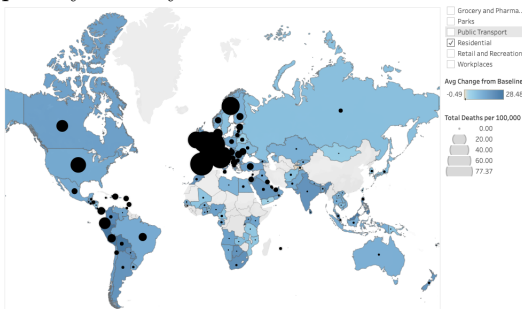 Grocery and Pharma..
Parks
Public Transport
Residential
Retail and Recreation
Workplaces
Avg Change from Baseline
-0.49 28.48
Total Deaths per 100,000
0.00
20.00
40.00
60.00
77.37